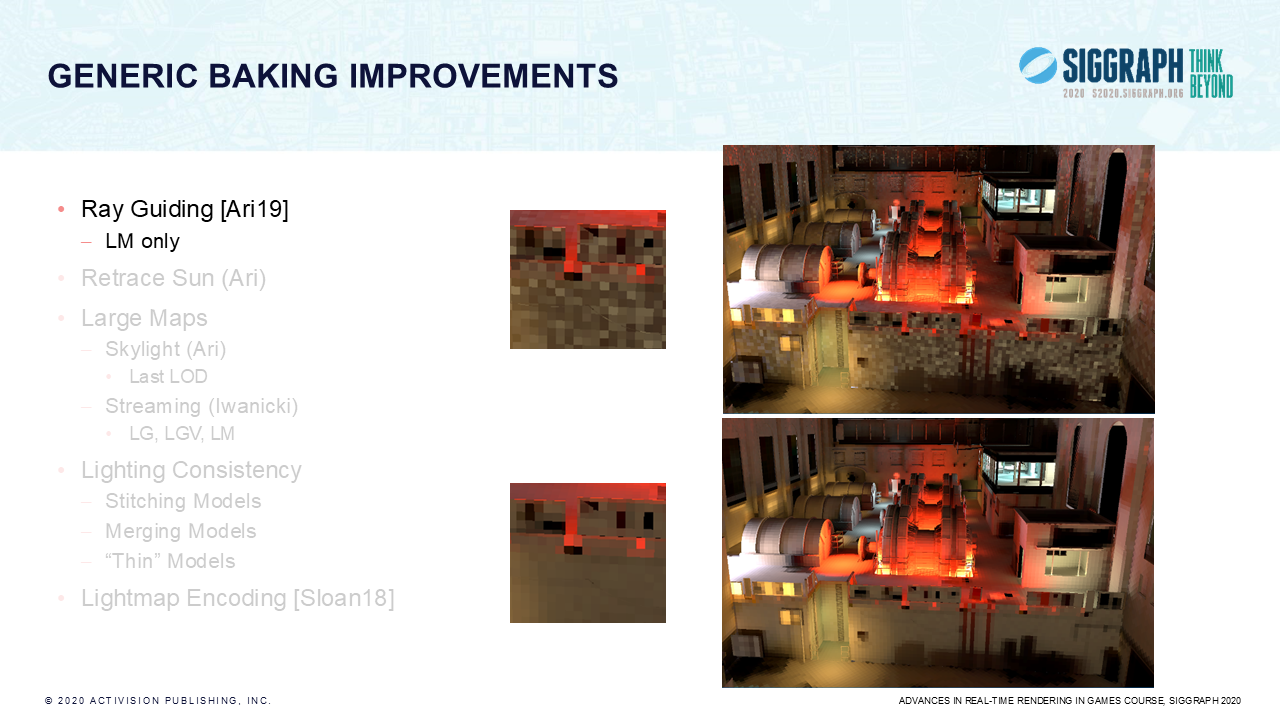 GENERIC BAKING IMPROVEMENTS
SIGGRAPH
THINK
BEYOND
2020 S2020.SIGGRAPH.ORG
• Ray Guiding [Ari19]
– LM only
• Retrace Sun (Ari)
• Large Maps
– Skylight (Ari)
• Last LOD
– Streaming (Iwanicki)
• LG, LGV, LM
• Lighting Consistency
– Stitching Models
– Merging Models
– “Thin” Models
• Lightmap Encoding [Sloan18]
© 2020 ACTIVISION PUBLISHING, INC.
ADVANCES IN REAL-TIME RENDERING IN GAMES COURSE, SIGGRAPH 2020